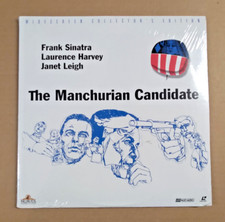 WIDESCREEN COLLECTOR'S EDITION
Frank Sinatra
Laurence Harvey
Janet Leigh
The Manchurian Candidate